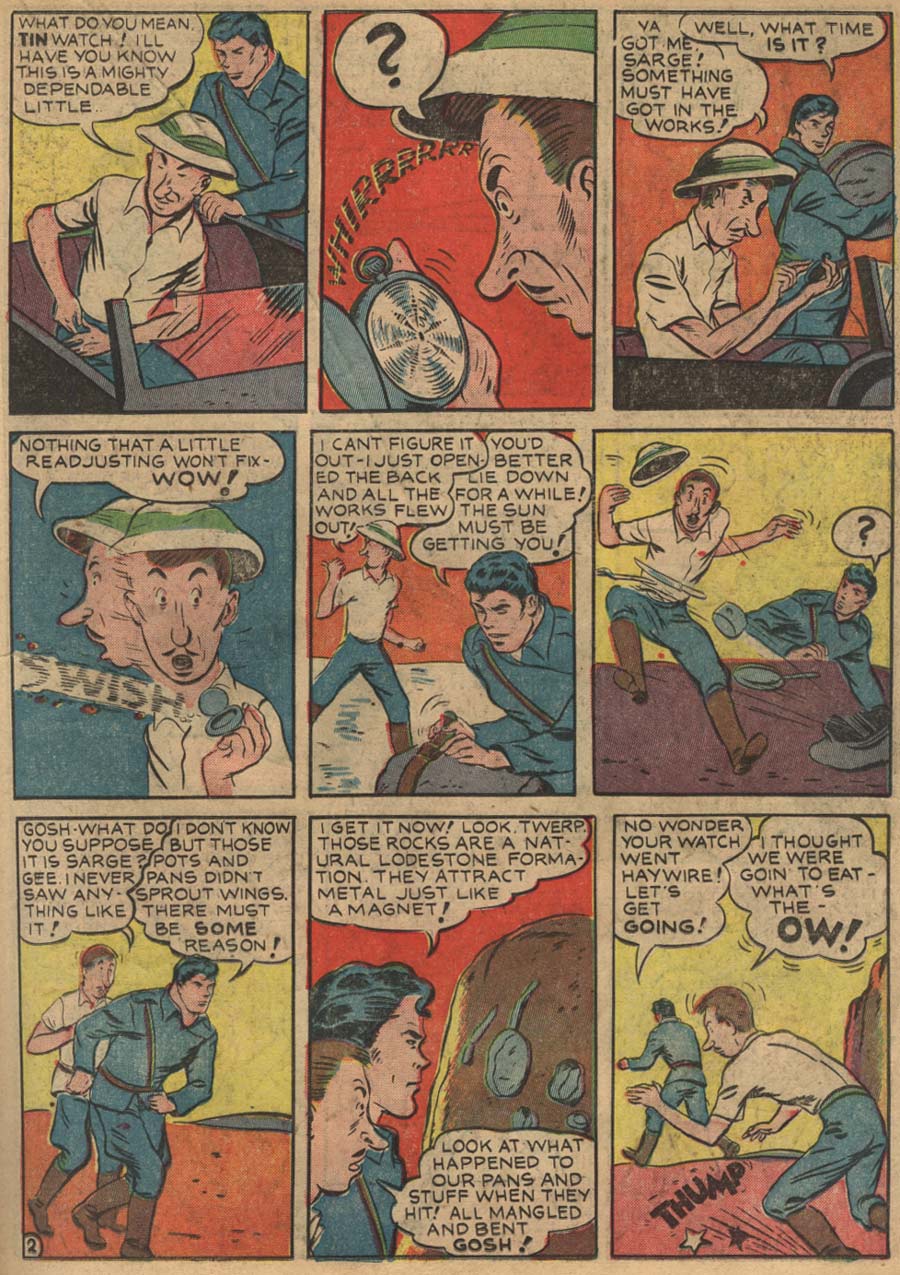 WHAT DO YOU MEAN,
TIN WATCH! I'LL
HAVE YOU KNOW
THIS IS A MIGHTY
DEPENDABLE
LITTLE..
?
WHIRRRRRR
YA
GOT ME,
SARGE!
SOMETHING
MUST HAVE
GOT IN THE
WORKS!
WELL, WHAT TIME
IS IT?
NOTHING THAT A LITTLE
READJUSTING WON'T FIX-
WOW!
SWISH
I CAN'T FIGURE IT
OUT-I JUST OPEN-
ED THE BACK
AND ALL THE
WORKS FLEW
OUT!
YOU'D
BETTER
LIE DOWN
FOR A WHILE!
THE SUN
MUST BE
GETTING YOU!
?
GOSH-WHAT DO
YOU SUPPOSE
IT IS SARGE?
GEE. I NEVER
SAW ANY-
THING LIKE
IT!
I DON'T KNOW
BUT THOSE
POTS AND
PANS DIDN'T
SPROUT WINGS.
THERE MUST
BE SOME
REASON!
I GET IT NOW! LOOK, TWERP,
THOSE ROCKS ARE A NAT-
URAL LODESTONE FORMA-
TION. THEY ATTRACT
METAL JUST LIKE
A MAGNET!
LOOK AT WHAT
HAPPENED TO
OUR PANS AND
STUFF WHEN THEY
HIT! ALL MANGLED
AND BENT
GOSH!
NO WONDER
YOUR WATCH
WENT
HAYWIRE!
LET'S
GET
GOING!
-I THOUGHT
WE WERE
GOIN' TO EAT-
WHAT'S
THE-
OW!
THUMP
2